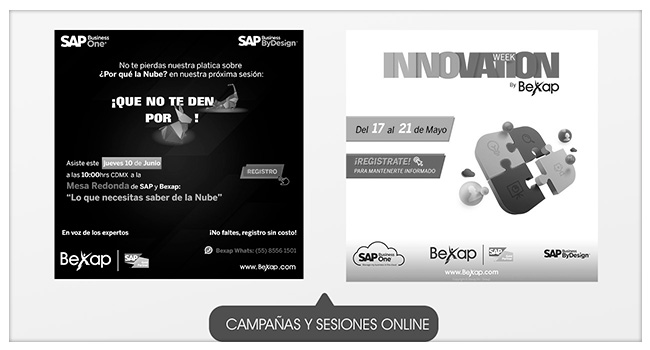 SAP Business One
SAP Business ByDesign
No te pierdas nuestra platica sobre
¿Por qué la Nube? en nuestra próxima sesión:
¡QUE NO TE DEN
POR !
Asiste este jueves 10 de Junio
a las 10:00hrs CDMX a la
Mesa Redonda de SAP y Bexap:
"Lo que necesitas saber de la Nube"
REGISTRO
En voz de los expertos
¡No faltes, registro sin costo!
Bexap
SAP
Bexap Whats: (55) 8556 1501
www.Bexap.com
INNOVATION
WEEK
By Bexap
Del 17 al 21 de Mayo
¡REGISTRATE!
PARA MANTENERTE INFORMADO
SAP Business One
Bexap
SAP
SAP Business ByDesign
www.Bexap.com
CAMPAÑAS Y SESIONES ONLINE